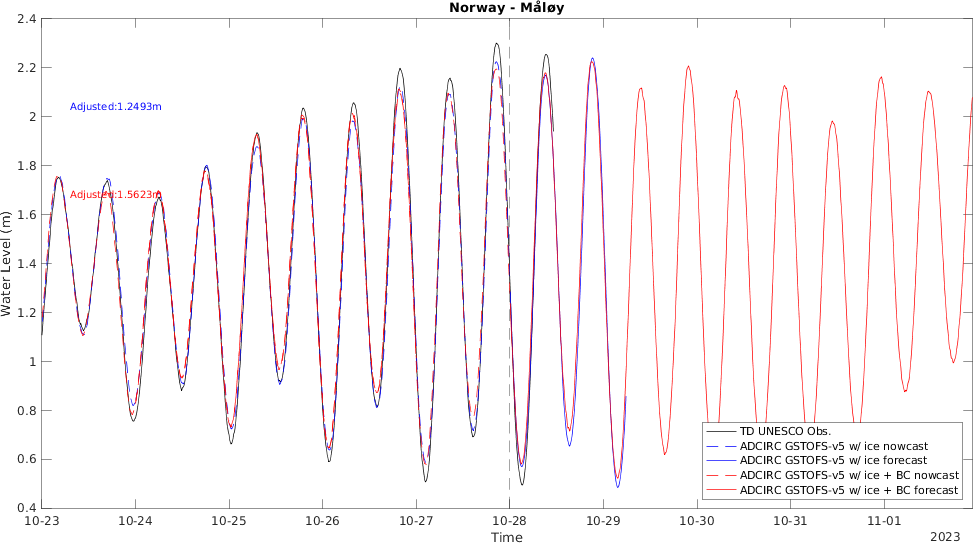 Norway - Måløy
2.4
2.2
2
1.8
1.6
1.4
1.2
1
0.8
0.6
0.4
Water Level (m)
Adjusted:1.2493m
Adjusted:1.5623m
TD UNESCO Obs.
ADCIRC GSTOFS-v5 w/ ice nowcast
ADCIRC GSTOFS-v5 w/ ice forecast
ADCIRC GSTOFS-v5 w/ ice + BC nowcast
ADCIRC GSTOFS-v5 w/ ice + BC forecast
10-23 10-24 10-25 10-26 10-27 10-28 10-29 10-30 10-31 11-01
Time
2023